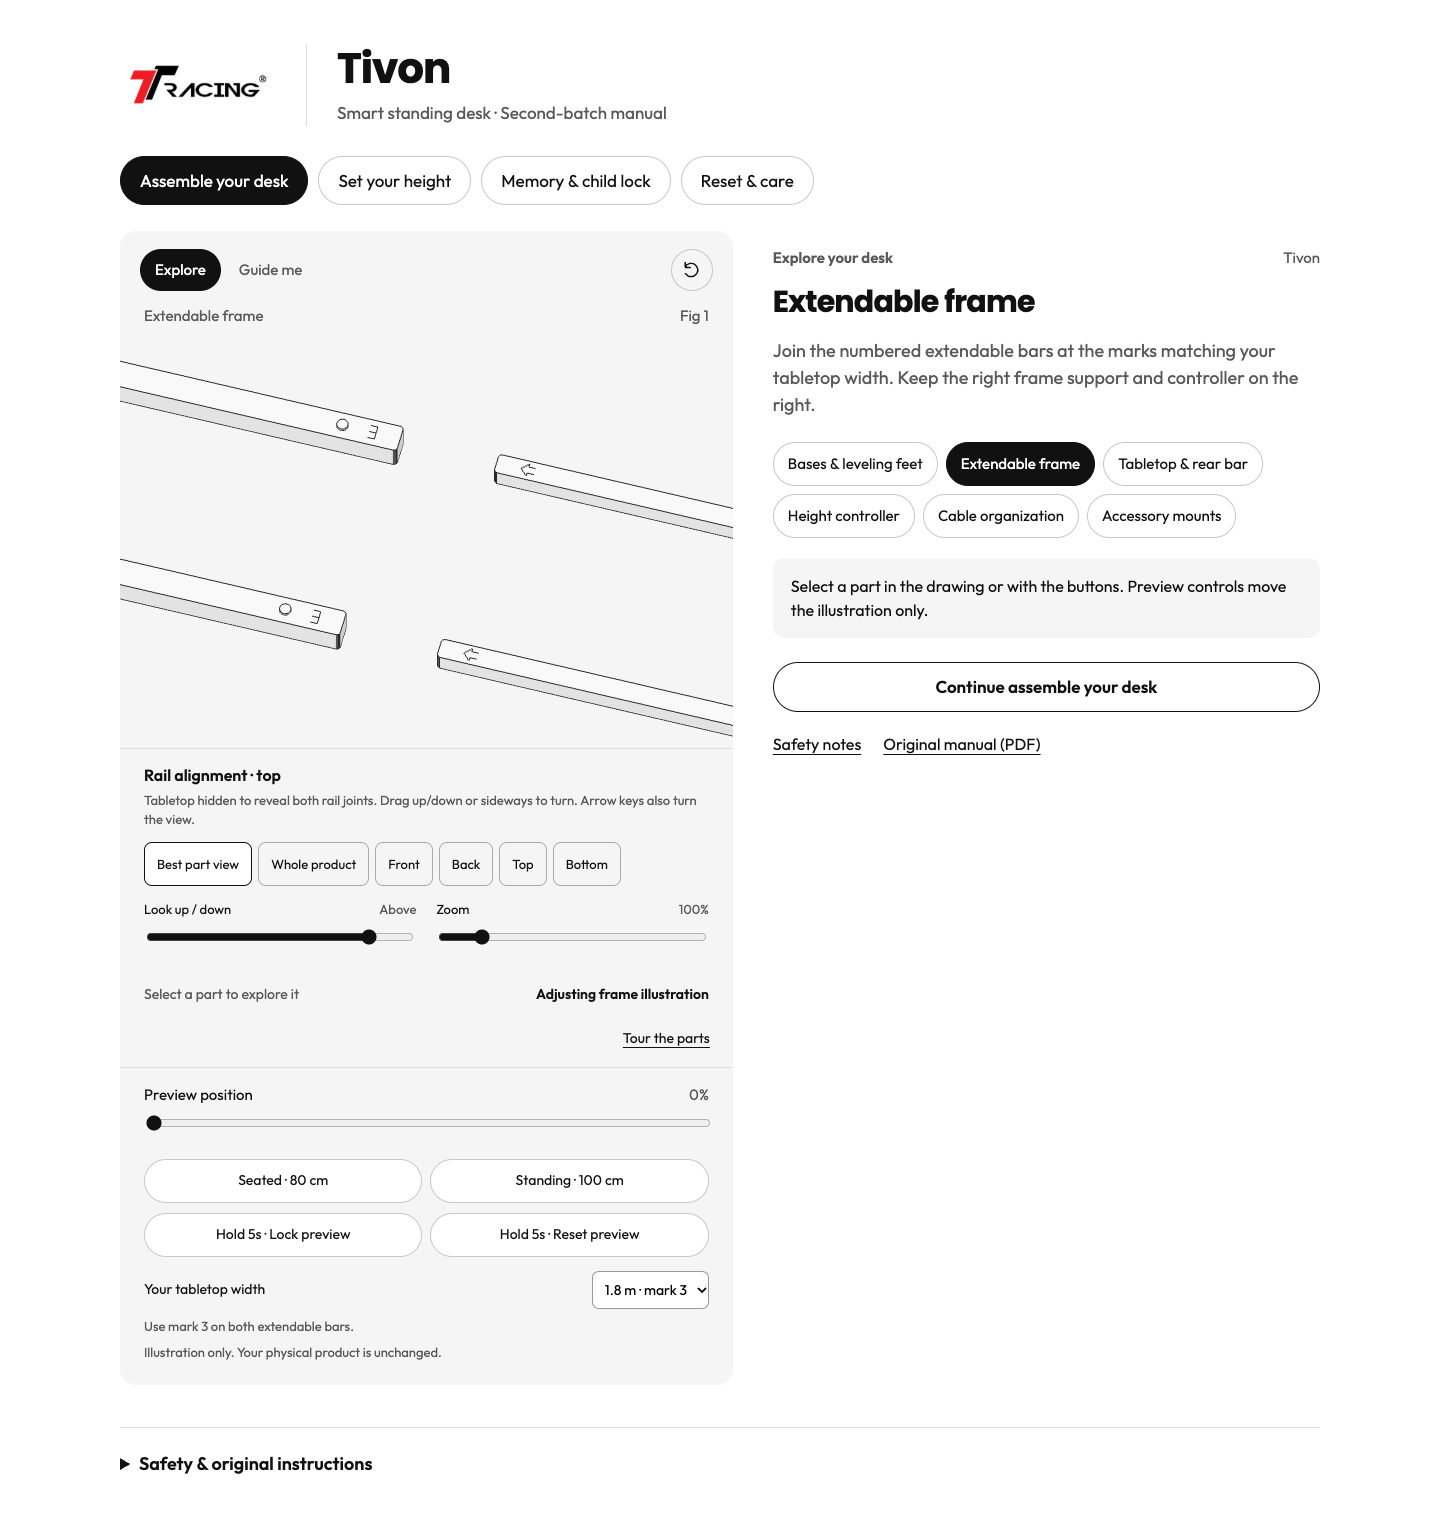 TTRACING®
Tivon
Smart standing desk · Second-batch manual
Assemble your desk
Set your height
Memory & child lock
Reset & care
Explore
Guide me
Extendable frame
Fig 1
3
3
Rail alignment · top
Tabletop hidden to reveal both rail joints. Drag up/down or sideways to turn. Arrow keys also turn
the view.
Best part view
Whole product
Front
Back
Top
Bottom
Look up / down
Above
Zoom
100%
Select a part to explore it
Adjusting frame illustration
Tour the parts
Preview position
0%
Seated · 80 cm
Standing · 100 cm
Hold 5s · Lock preview
Hold 5s · Reset preview
Your tabletop width
1.8 m · mark 3
Use mark 3 on both extendable bars.
Illustration only. Your physical product is unchanged.
Explore your desk
Tivon
Extendable frame
Join the numbered extendable bars at the marks matching your
tabletop width. Keep the right frame support and controller on the
right.
Bases & leveling feet
Extendable frame
Tabletop & rear bar
Height controller
Cable organization
Accessory mounts
Select a part in the drawing or with the buttons. Preview controls move
the illustration only.
Continue assemble your desk
Safety notes
Original manual (PDF)
Safety & original instructions